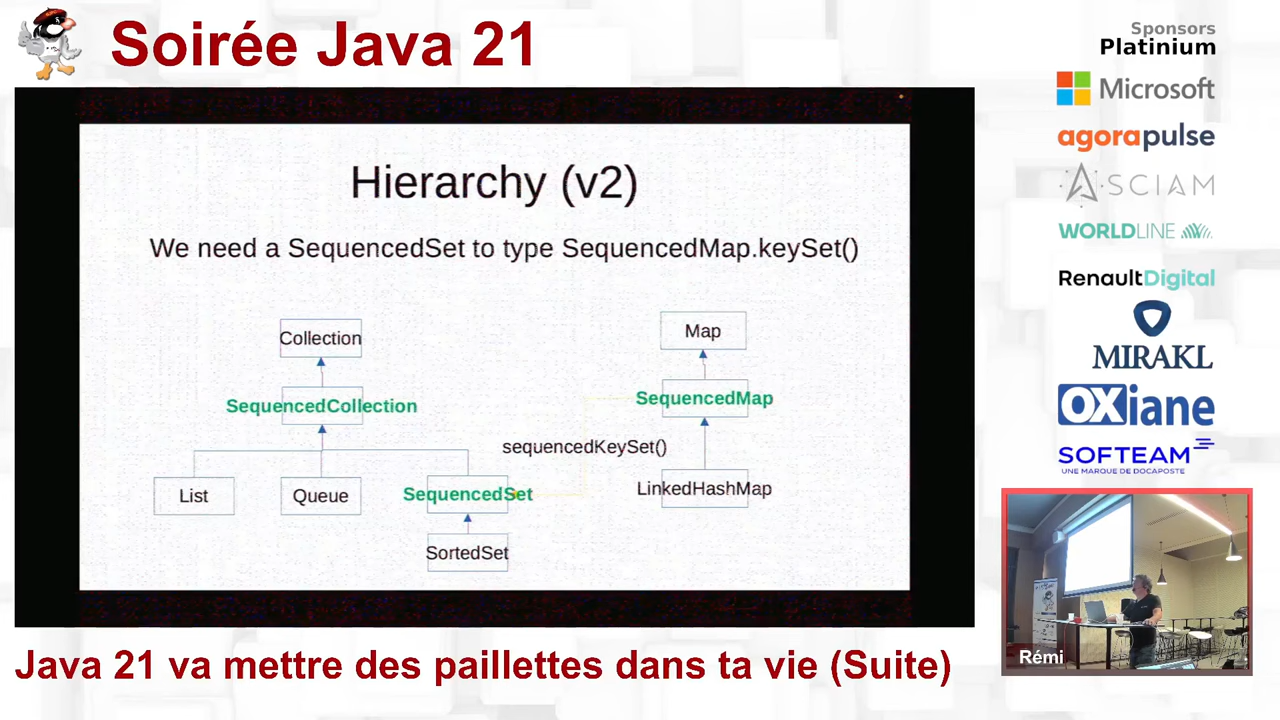 Soirée Java 21
Sponsors
Platinium
Microsoft
agorapulse
ASCIAM
WORLDLINE
RenaultDigital
MIRAKL
OXiane
SOFTEAM
UNE MARQUE DE DOCAPOSTE
Hierarchy (v2)
We need a SequencedSet to type SequencedMap.keySet()
Collection
Map
SequencedCollection
SequencedMap
sequencedKeySet()
List
Queue
SequencedSet
LinkedHashMap
SortedSet
Rémi
Java 21 va mettre des paillettes dans ta vie (Suite)